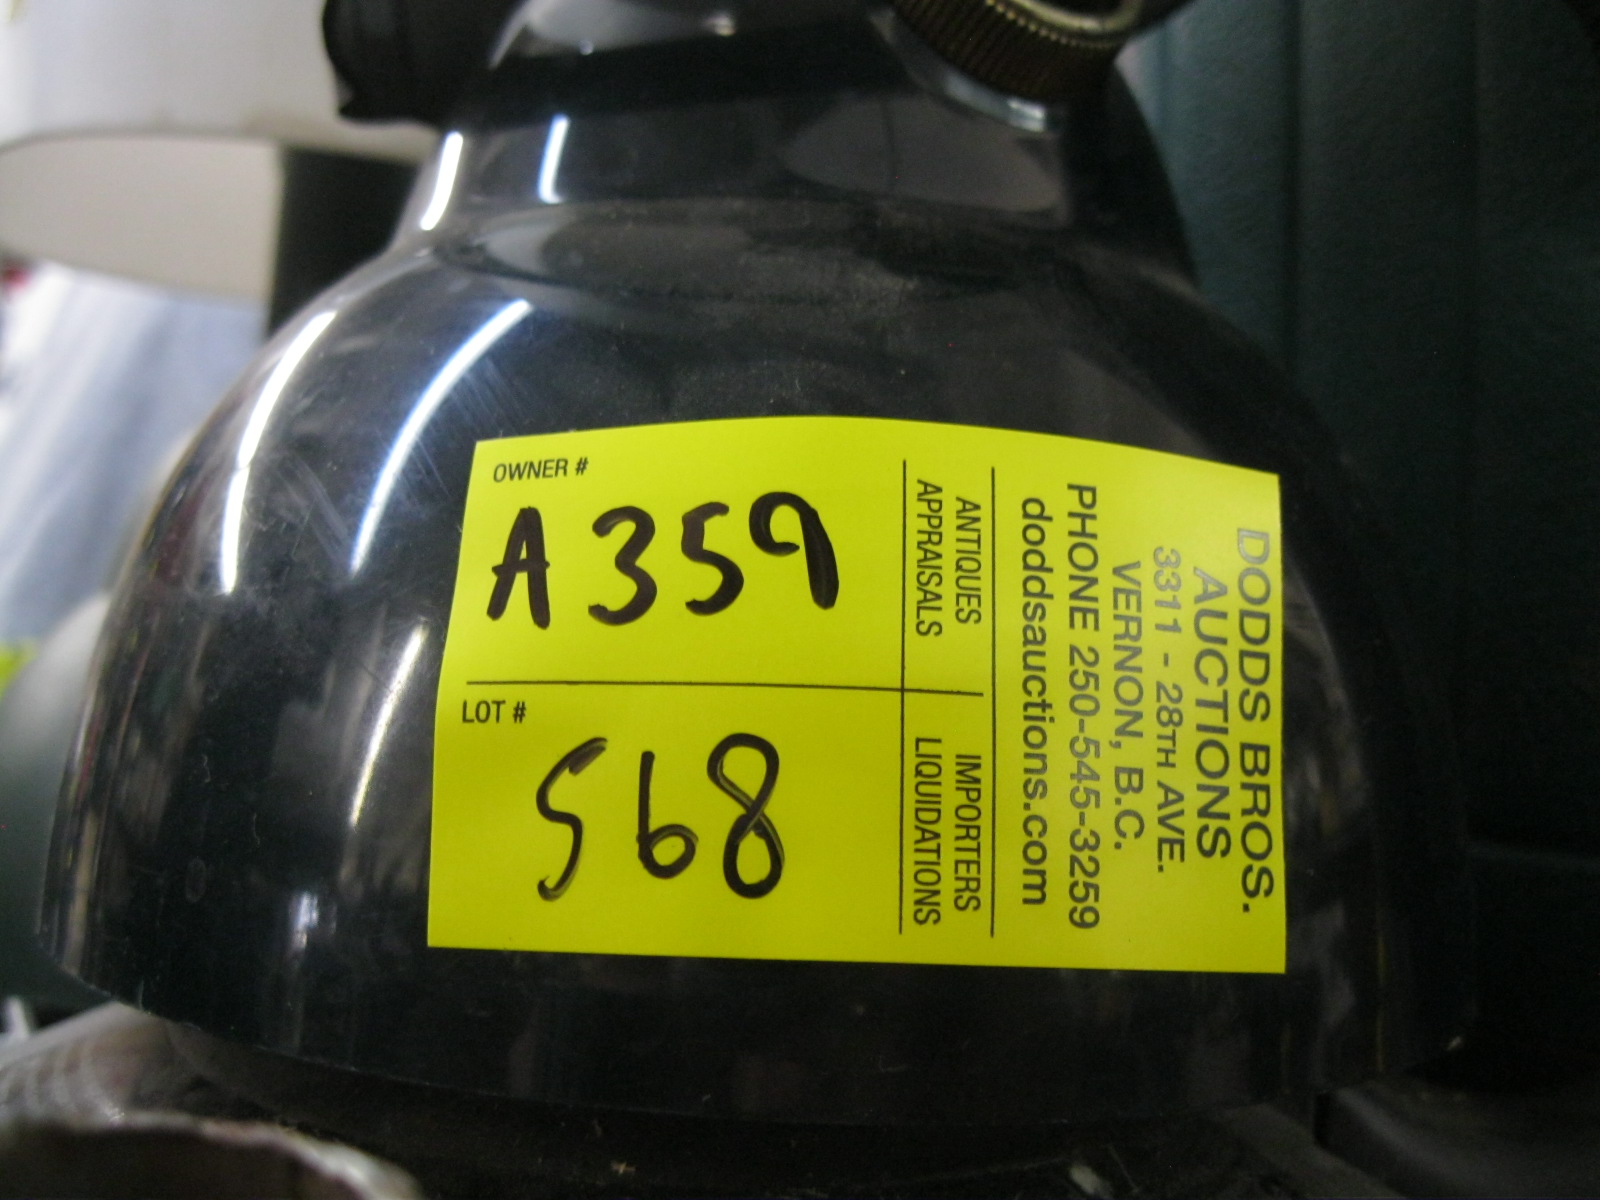 OWNER #
A359
LOT #
568
ANTIQUES
APPRAISALS
IMPORTERS
LIQUIDATIONS
DODDS BROS.
AUCTIONS
3311 - 28TH AVE.
VERNON, B.C.
PHONE 250-545-3259
doddsauctions.com